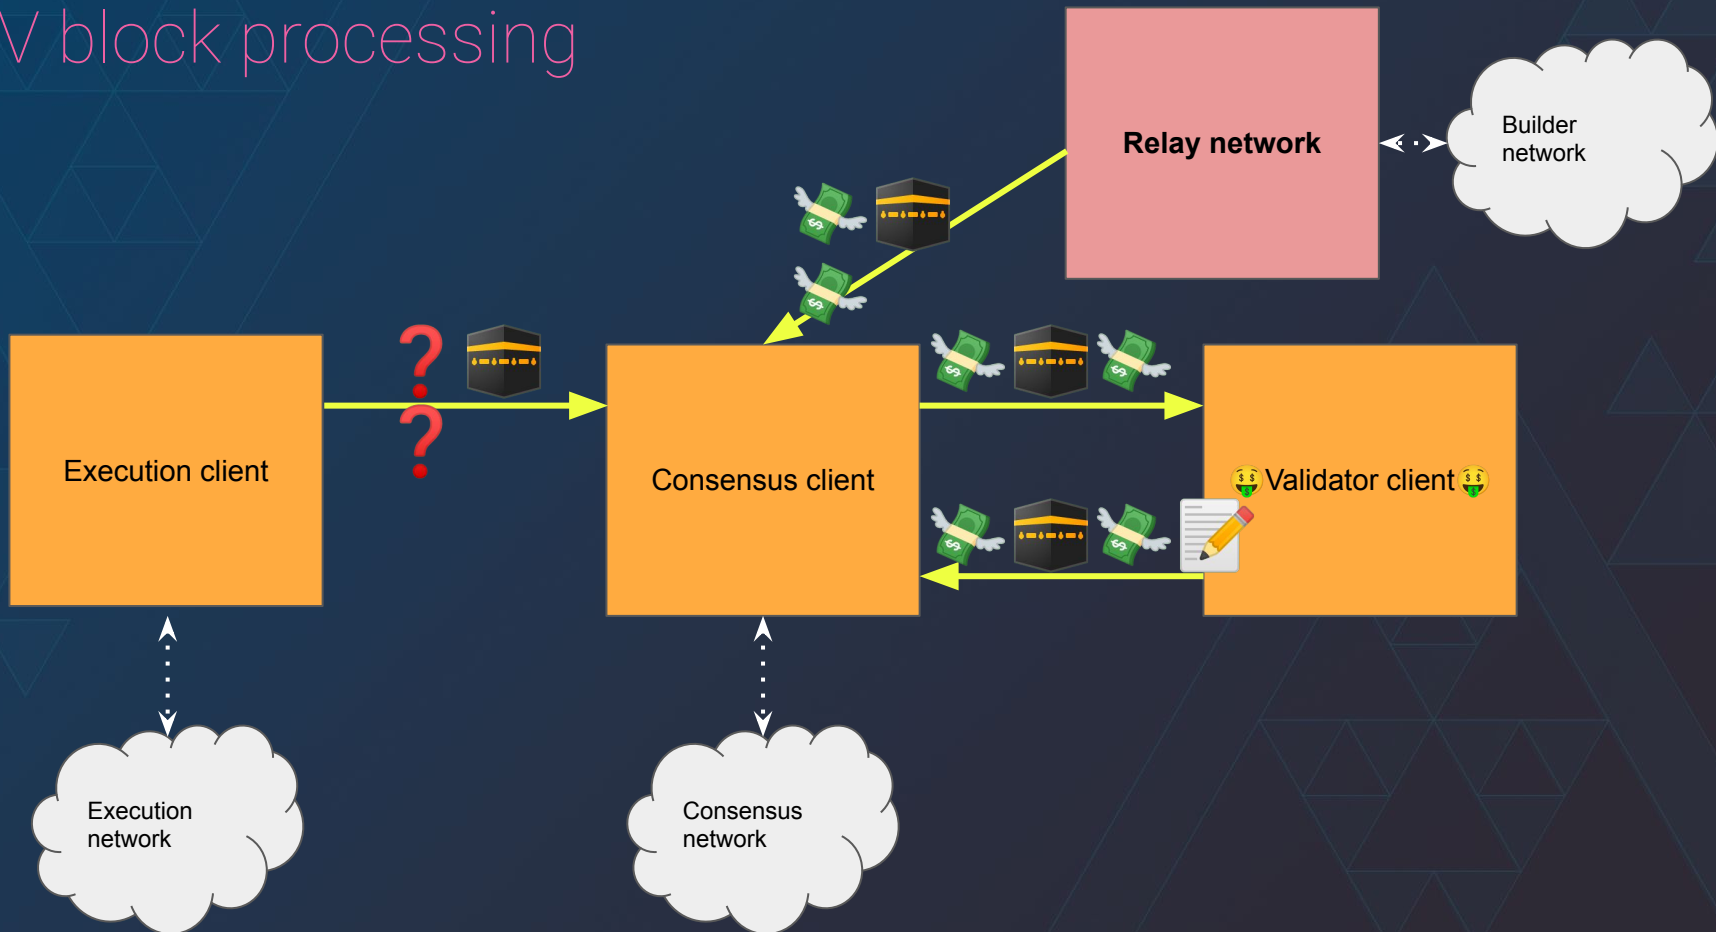 V block processing
Relay network
Builder
network
Execution client
Consensus client
Validator client
Execution
network
Consensus
network